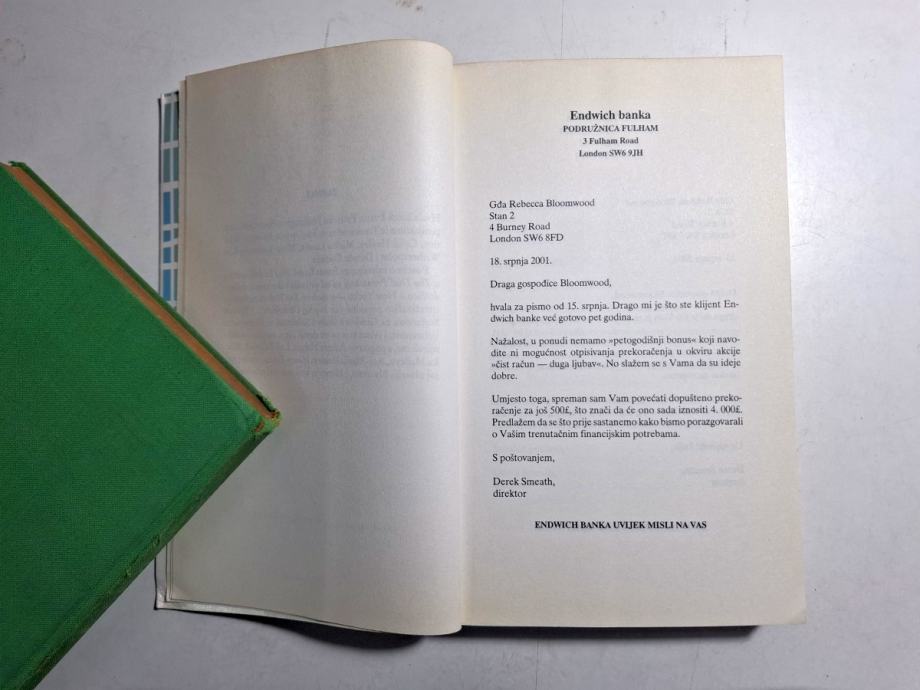 Endwich banka
PODRUŽNICA FULHAM
3 Fulham Road
London SW6 9JH
Gđa Rebecca Bloomwood
Stan 2
4 Burney Road
London SW6 8FD
18. srpnja 2001.
Draga gospođice Bloomwood,
hvala za pismo od 15. srpnja. Drago mi je što ste klijent En-
dwich banke već gotovo pet godina.
Nažalost, u ponudi nemamo »petogodišnji bonus« koji navo-
dite ni mogućnost otpisivanja prekoračenja u okviru akcije
»čist račun — duga ljubav«. No slažem se s Vama da su ideje
dobre.
Umjesto toga, spreman sam Vam povećati dopušteno preko-
račenje za još 500£, što znači da će ono sada iznositi 4. 000£.
Predlažem da se što prije sastanemo kako bismo porazgovarali
o Vašim trenutačnim financijskim potrebama.
S poštovanjem,
Derek Smeath,
direktor
ENDWICH BANKA UVIJEK MISLI NA VAS